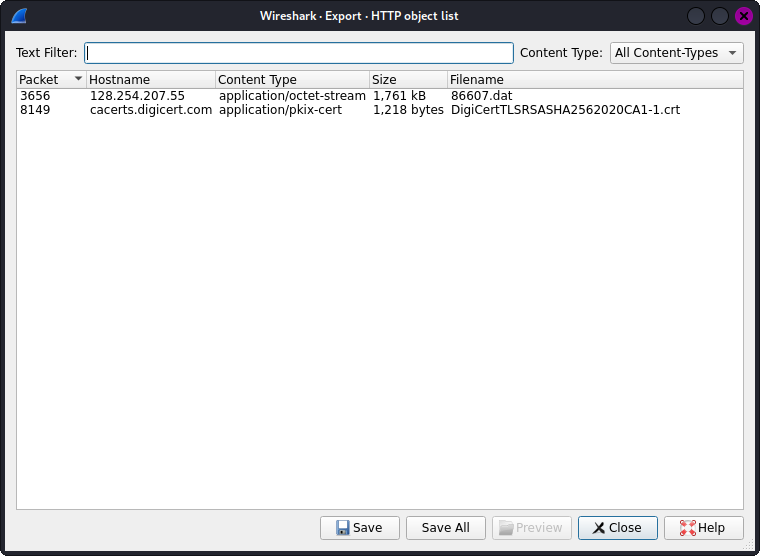 Wireshark · Export · HTTP object list
Text Filter: Content Type: All Content-Types
Packet Hostname Content Type Size Filename
3656 128.254.207.55 application/octet-stream 1,761 kB 86607.dat
8149 cacerts.digicert.com application/pkix-cert 1,218 bytes DigiCertTLSRSASHA2562020CA1-1.crt
Save Save All Preview Close Help